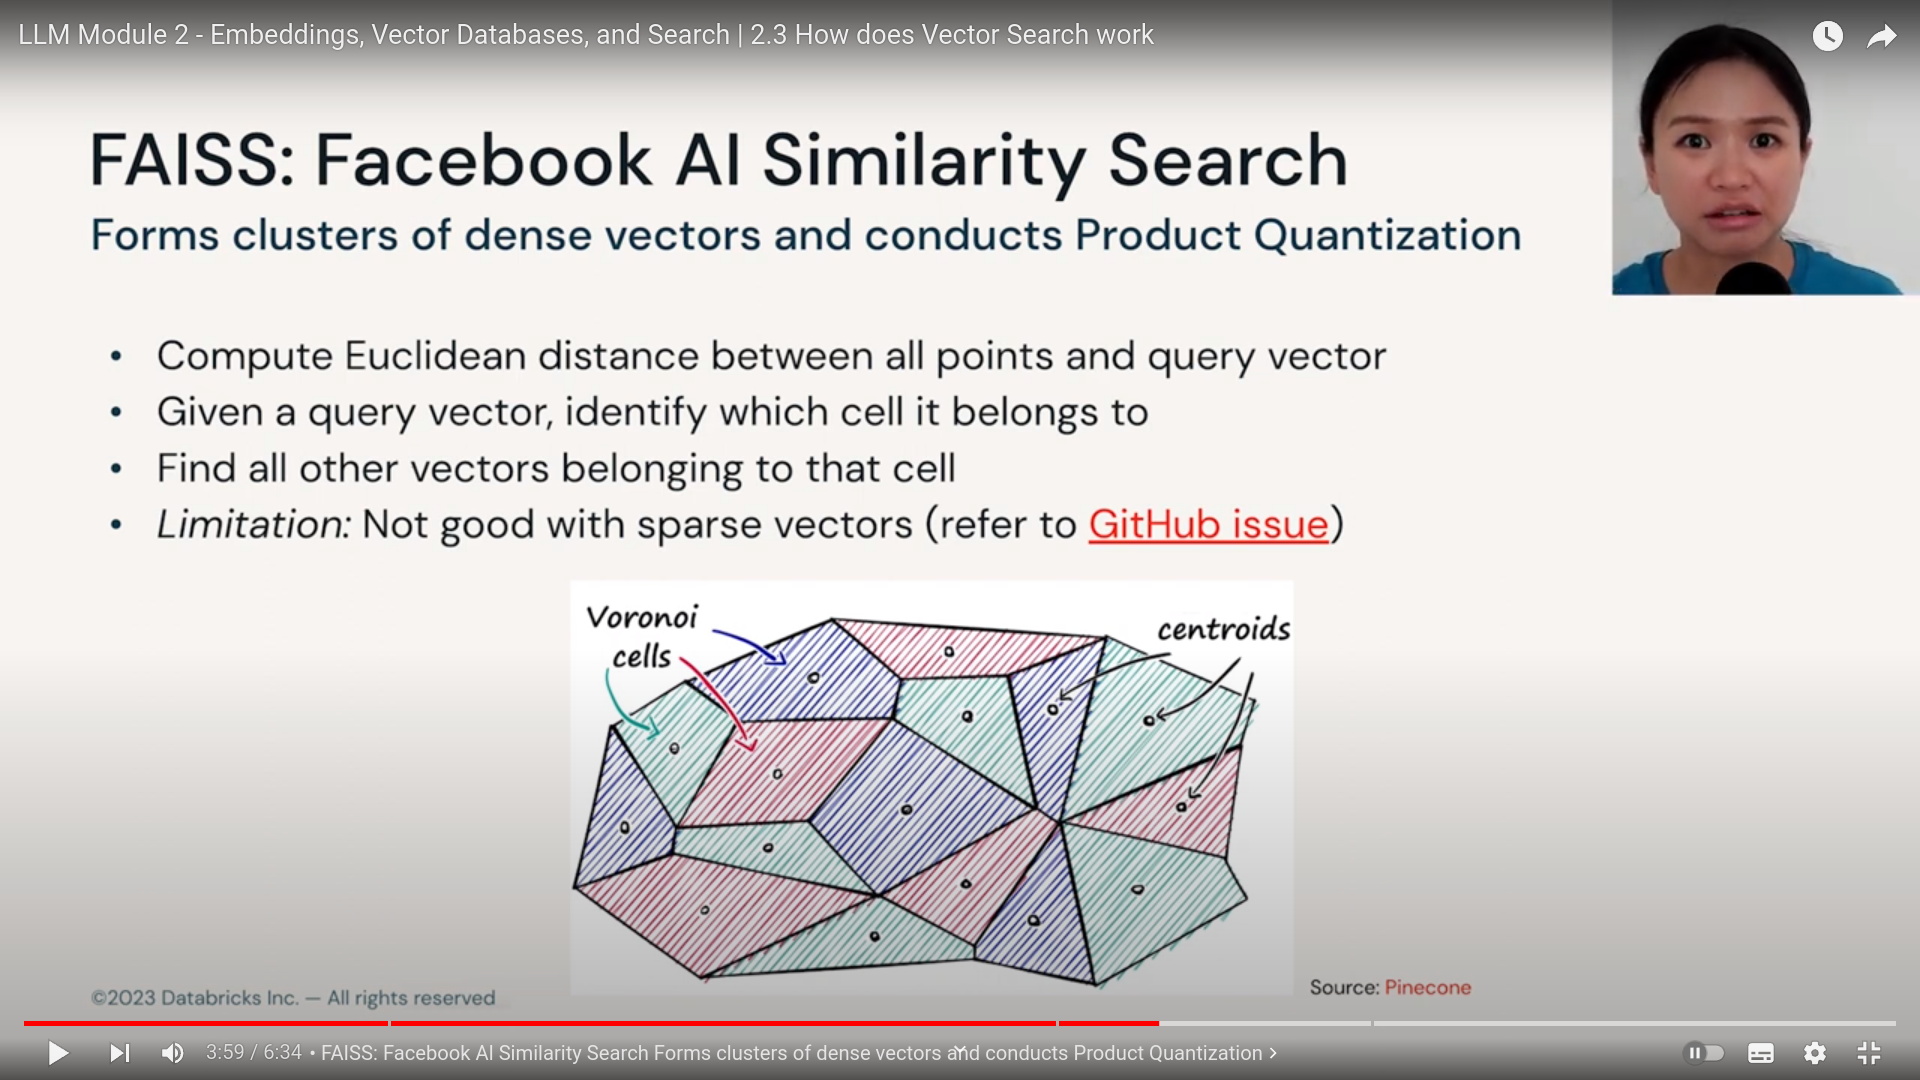 LLM Module 2 - Embeddings, Vector Databases, and Search | 2.3 How does Vector Search work
FAISS: Facebook AI Similarity Search
Forms clusters of dense vectors and conducts Product Quantization
• Compute Euclidean distance between all points and query vector
• Given a query vector, identify which cell it belongs to
• Find all other vectors belonging to that cell
• Limitation: Not good with sparse vectors (refer to GitHub issue)
Voronoi
cells
centroids
©2023 Databricks Inc. — All rights reserved
Source: Pinecone
3:59 / 6:34 • FAISS: Facebook AI Similarity Search Forms clusters of dense vectors and conducts Product Quantization